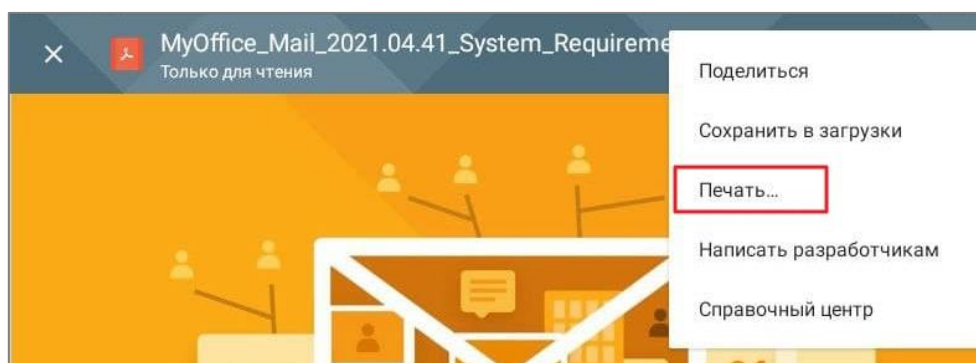 MyOffice_Mail_2021.04.41_System_Requireme
Только для чтения
Поделиться
Сохранить в загрузки
Печать...
Написать разработчикам
Справочный центр